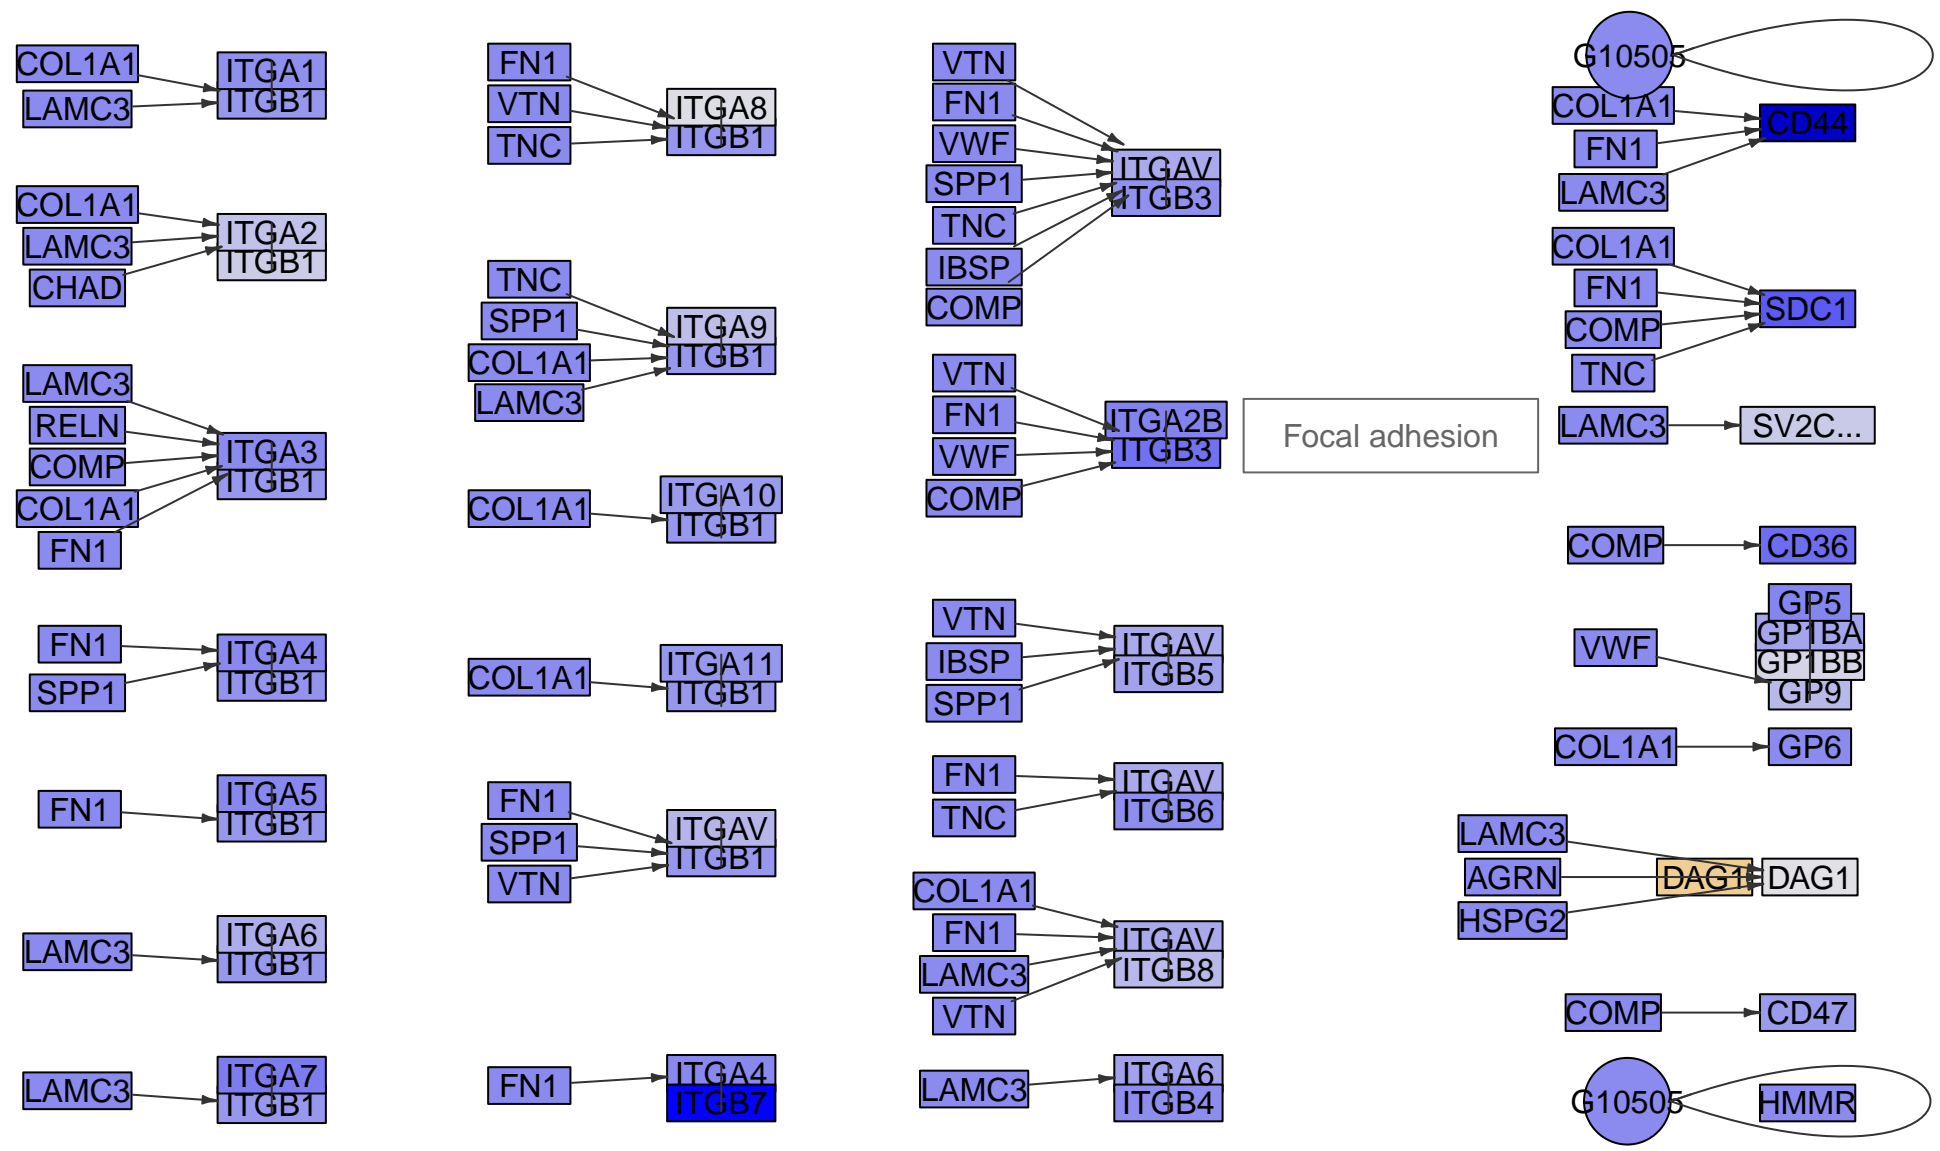 COL1A1
LAMC3
ITGA1
ITGB1
COL1A1
LAMC3
CHAD
ITGA2
ITGB1
LAMC3
RELN
COMP
COL1A1
FN1
ITGA3
ITGB1
FN1
SPP1
ITGA4
ITGB1
FN1
ITGA5
ITGB1
LAMC3
ITGA6
ITGB1
LAMC3
ITGA7
ITGB1
FN1
VTN
TNC
ITGA8
ITGB1
TNC
SPP1
COL1A1
LAMC3
ITGA9
ITGB1
COL1A1
ITGA10
ITGB1
COL1A1
ITGA11
ITGB1
FN1
SPP1
VTN
ITGAV
ITGB1
FN1
ITGA4
ITGB7
VTN
FN1
VWF
SPP1
TNC
IBSP
COMP
ITGAV
ITGB3
VTN
FN1
VWF
COMP
ITGA2B
ITGB3
Focal adhesion
VTN
IBSP
SPP1
ITGAV
ITGB5
FN1
TNC
ITGAV
ITGB6
COL1A1
FN1
LAMC3
VTN
ITGAV
ITGB8
LAMC3
ITGA6
ITGB4
G10505
COL1A1
FN1
LAMC3
CD44
COL1A1
FN1
COMP
TNC
SDC1
LAMC3
SV2C...
COMP
CD36
VWF
GP5
GP1BA
GP1BB
GP9
COL1A1
GP6
LAMC3
AGRN
HSPG2
DAG1
DAG1
COMP
CD47
G10505
HMMR